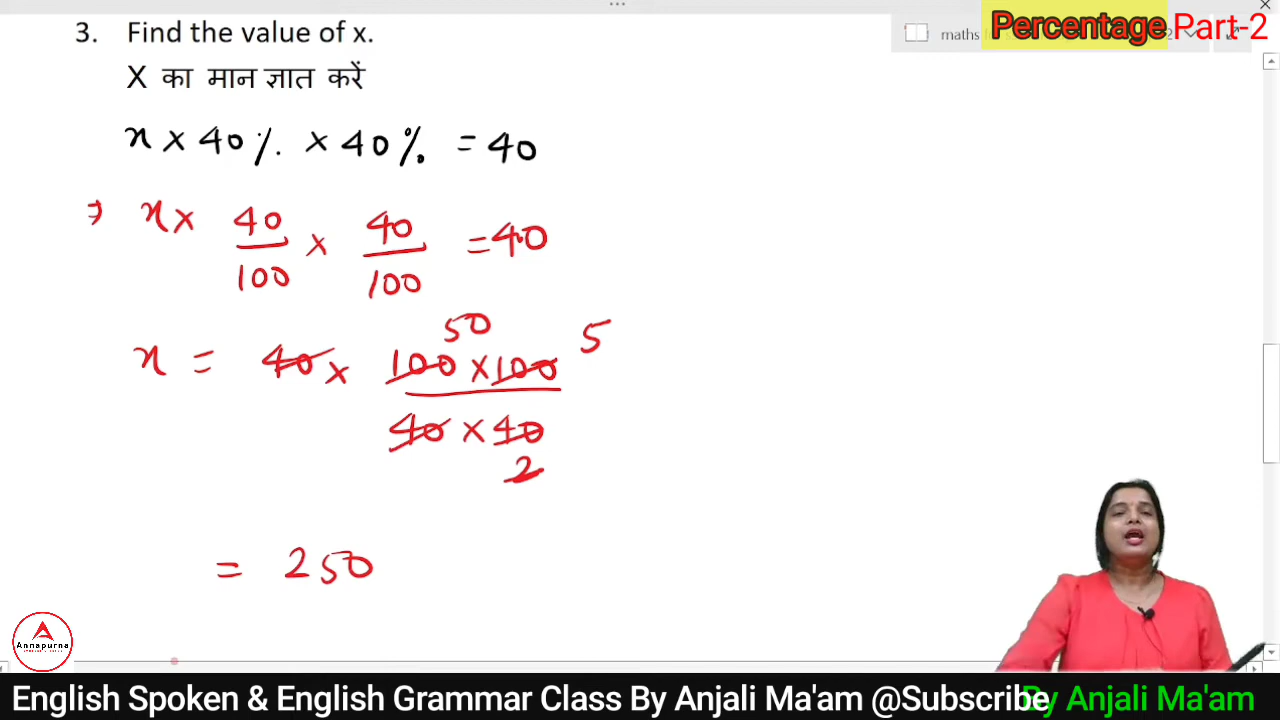 Percentage Part-2
3. Find the value of x.
maths
2
X का मान ज्ञात करें
x × 40% × 40% = 40
⇒ x × 40/100 × 40/100 = 40
50 5
x = 40 × 100 × 100
40 × 40
2
= 250
Annapurna
English Spoken & English Grammar Class By Anjali Ma'am @Subscribe By Anjali Ma'am